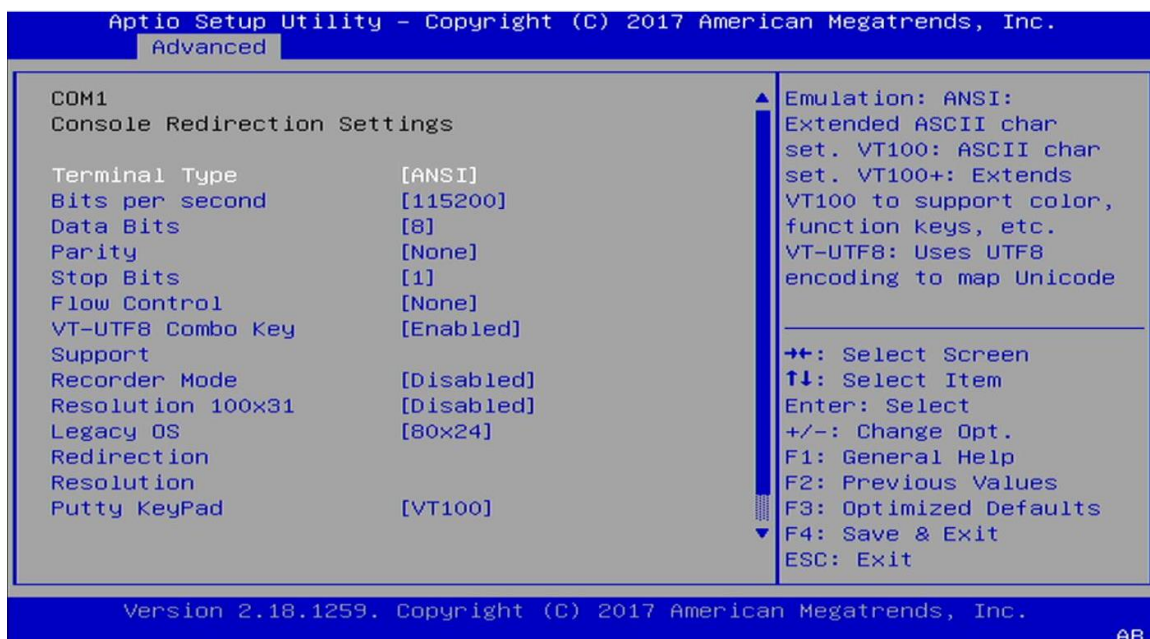 Aptio Setup Utility – Copyright (C) 2017 American Megatrends, Inc.
Advanced
COM1
Console Redirection Settings
Terminal Type [ANSI]
Bits per second [115200]
Data Bits [8]
Parity [None]
Stop Bits [1]
Flow Control [None]
VT-UTF8 Combo Key [Enabled]
Support
Recorder Mode [Disabled]
Resolution 100x31 [Disabled]
Legacy OS [80x24]
Redirection
Resolution
Putty KeyPad [VT100]
Emulation: ANSI:
Extended ASCII char
set. VT100: ASCII char
set. VT100+: Extends
VT100 to support color,
function keys, etc.
VT-UTF8: Uses UTF8
encoding to map Unicode
→←: Select Screen
↑↓: Select Item
Enter: Select
+/-: Change Opt.
F1: General Help
F2: Previous Values
F3: Optimized Defaults
F4: Save & Exit
ESC: Exit
Version 2.18.1259. Copyright (C) 2017 American Megatrends, Inc.
AB